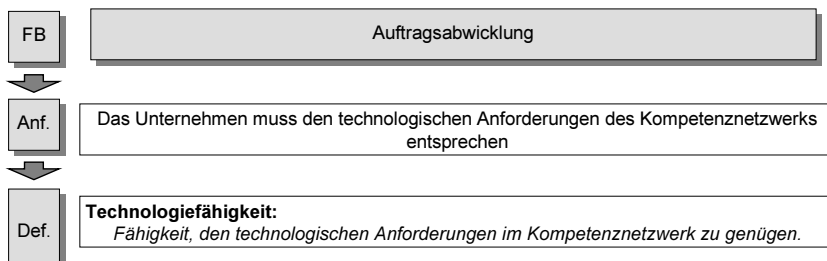 FB
Auftragsabwicklung
Anf.
Das Unternehmen muss den technologischen Anforderungen des Kompetenznetzwerks
entsprechen
Def.
Technologiefähigkeit:
Fähigkeit, den technologischen Anforderungen im Kompetenznetzwerk zu genügen.